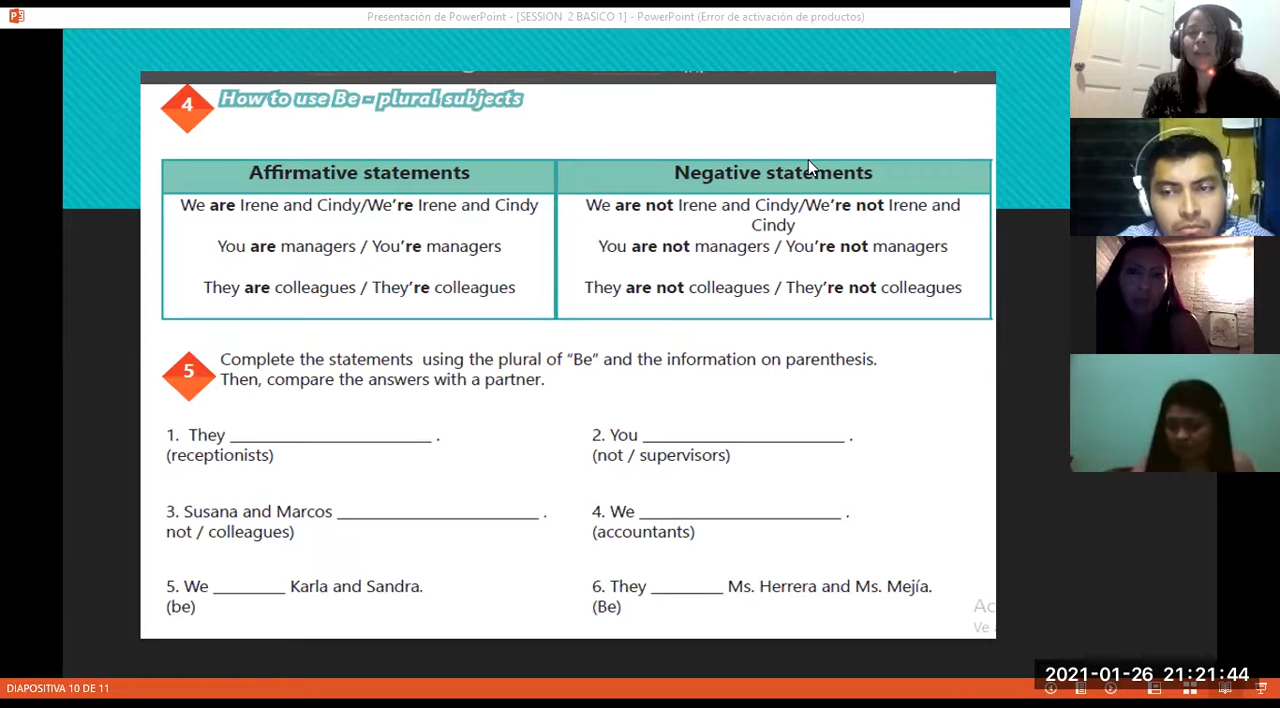 Presentación de PowerPoint - [SESSION 2 BASICO 1] - PowerPoint (Error de activación de productos)
4
How to use Be - plural subjects
Affirmative statements
Negative statements
We are Irene and Cindy/We're Irene and Cindy
We are not Irene and Cindy/We're not Irene and
Cindy
You are managers / You're managers
You are not managers / You're not managers
They are colleagues / They're colleagues
They are not colleagues / They're not colleagues
5
Complete the statements using the plural of "Be" and the information on parenthesis.
Then, compare the answers with a partner.
1. They ______________________ .
(receptionists)
2. You ______________________ .
(not / supervisors)
3. Susana and Marcos ______________________ .
not / colleagues)
4. We ______________________ .
(accountants)
5. We ________ Karla and Sandra.
(be)
6. They ________ Ms. Herrera and Ms. Mejía.
(Be)
Ac
Ve
2021-01-26 21:21:44
DIAPOSITIVA 10 DE 11